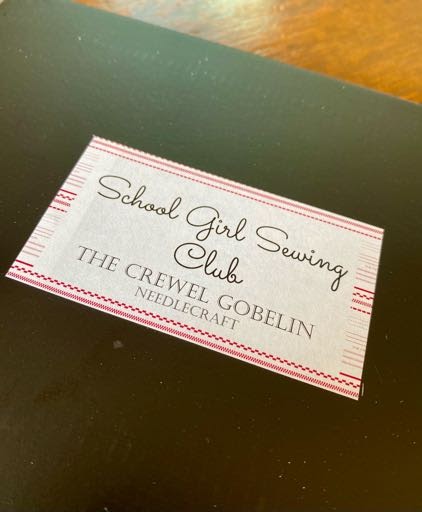 School Girl Sewing
Club
THE CREWEL GOBELIN
NEEDLECRAFT